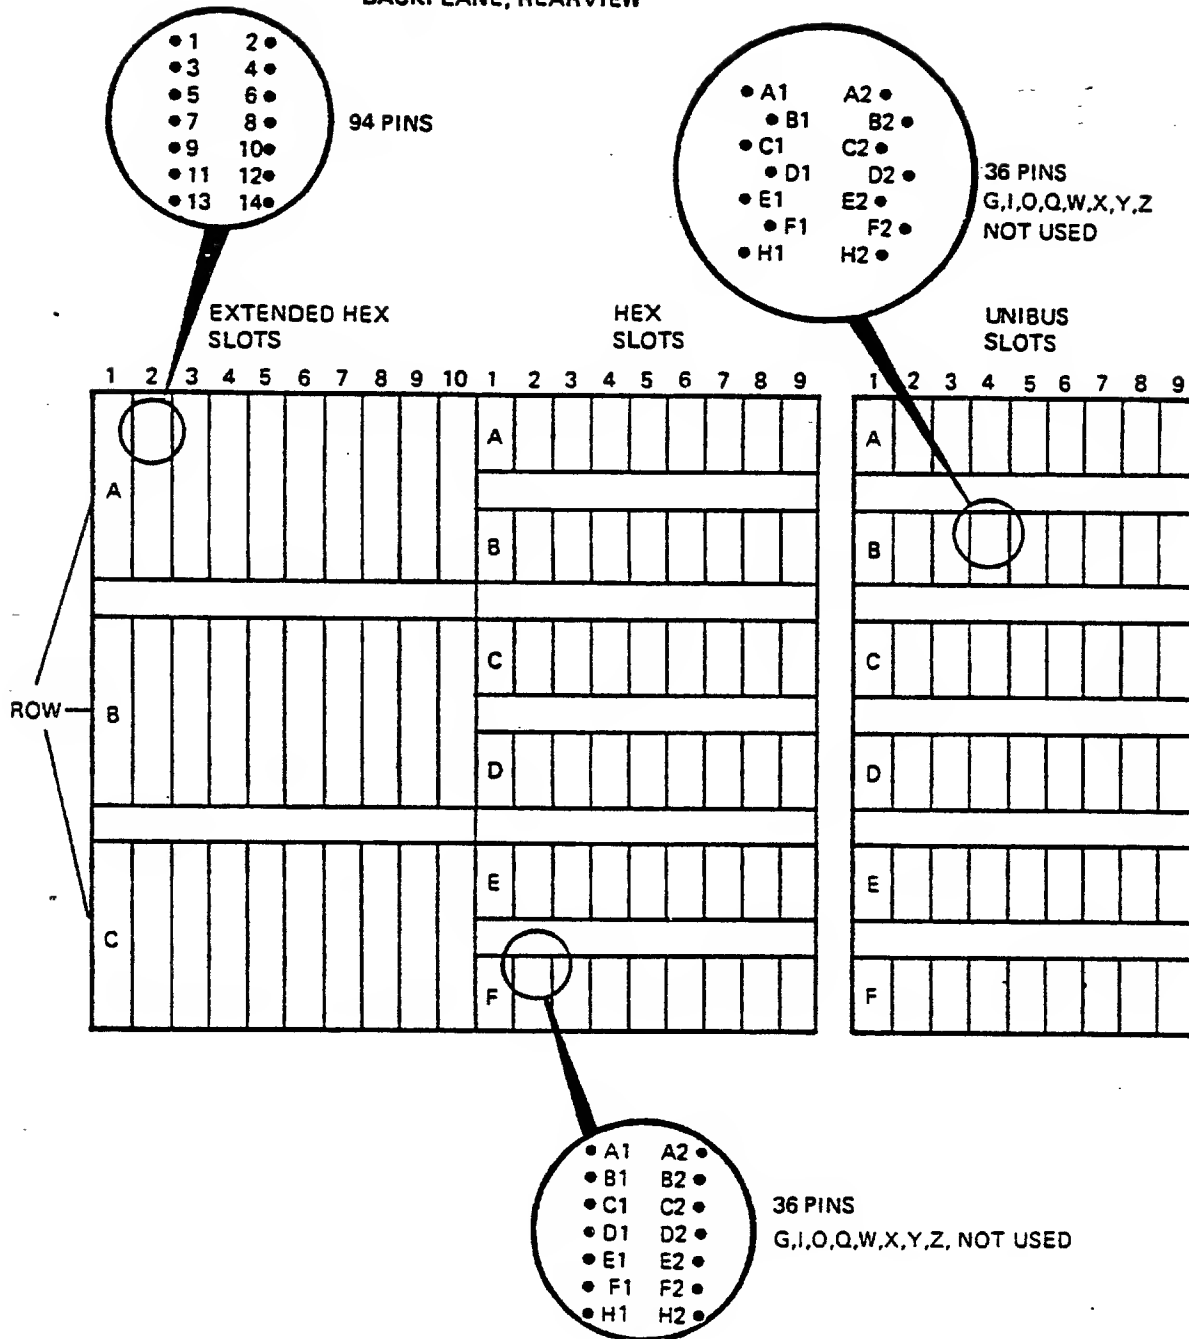 BACKPLANE, REARVIEW
1 2
3 4
5 6
7 8
9 10
11 12
13 14
94 PINS
A1 A2
B1 B2
C1 C2
D1 D2
E1 E2
F1 F2
H1 H2
36 PINS
G,I,O,Q,W,X,Y,Z
NOT USED
EXTENDED HEX
SLOTS
HEX
SLOTS
UNIBUS
SLOTS
1 2 3 4 5 6 7 8 9 10 1 2 3 4 5 6 7 8 9 1 2 3 4 5 6 7 8 9
A
B
C
ROW
A
B
C
D
E
F
A
B
C
D
E
F
A1 A2
B1 B2
C1 C2
D1 D2
E1 E2
F1 F2
H1 H2
36 PINS
G,I,O,Q,W,X,Y,Z, NOT USED